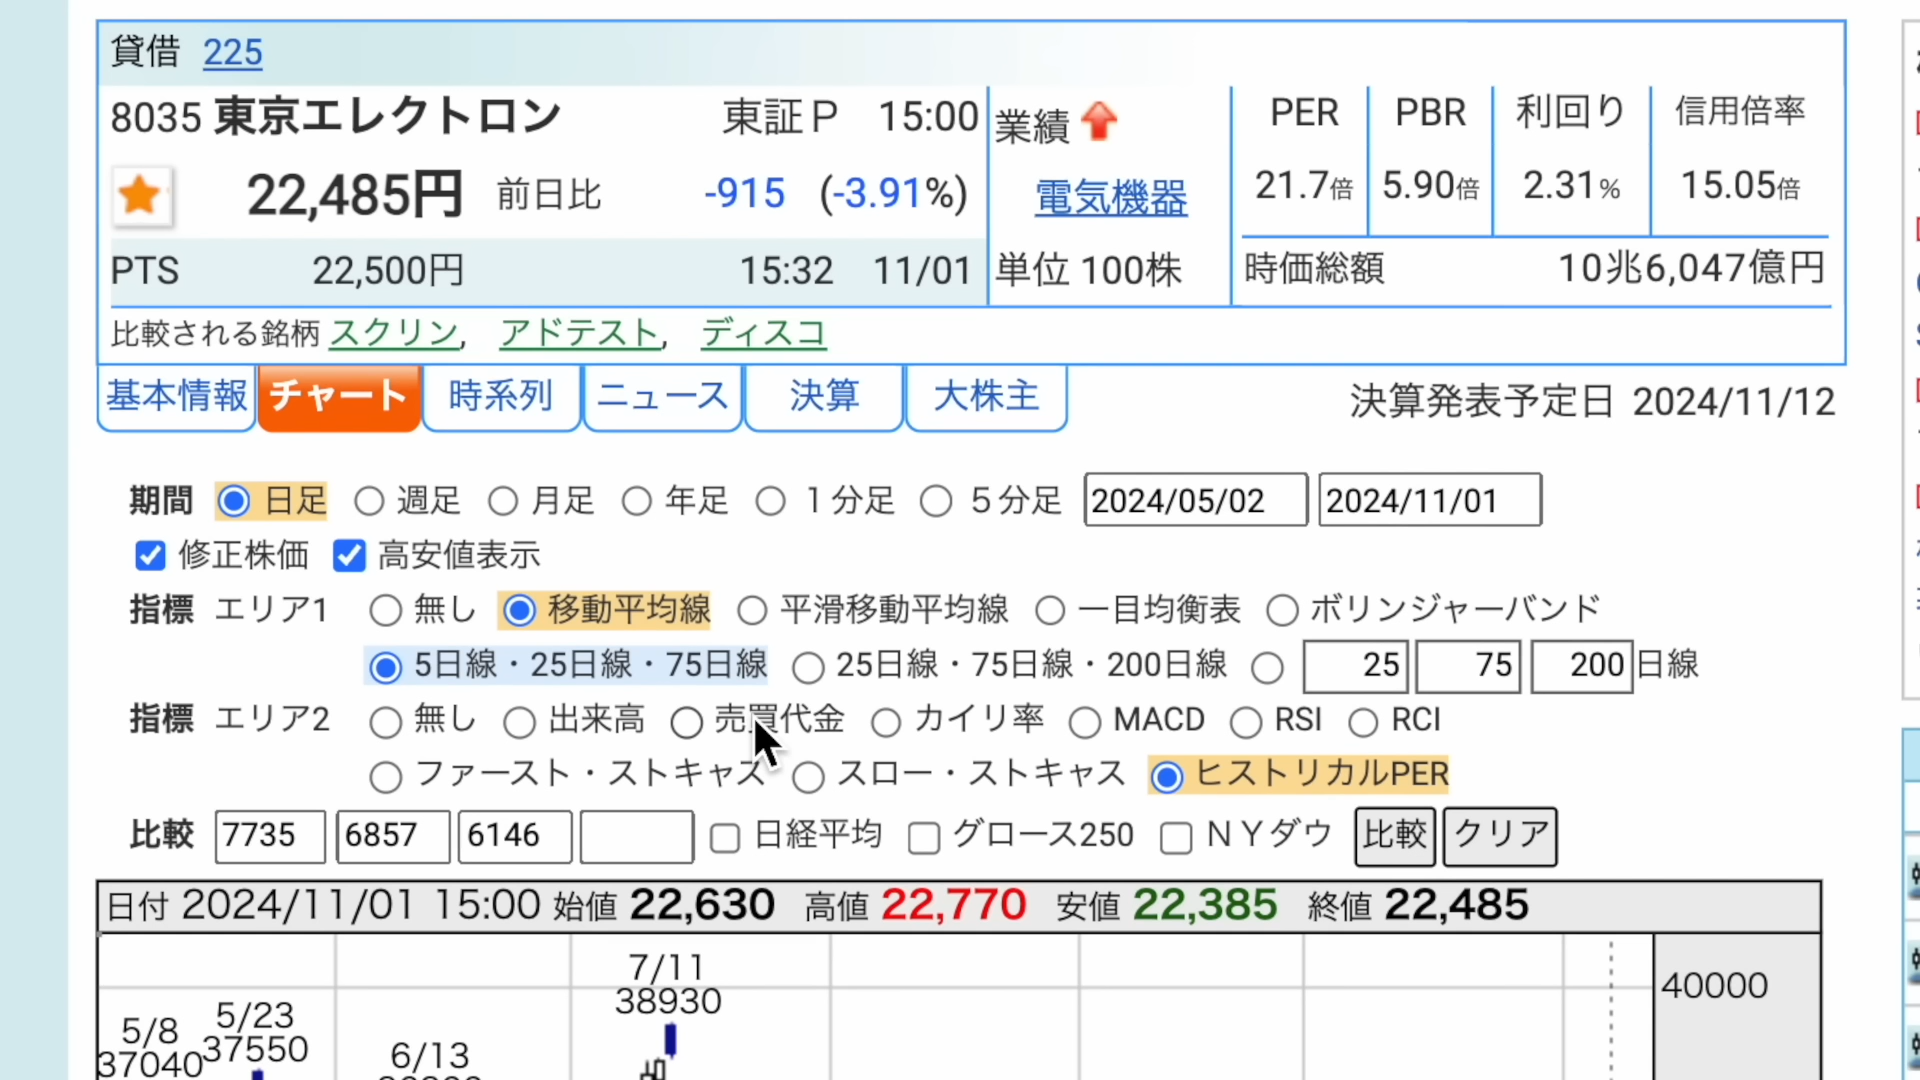 貸借 225
8035 東京エレクトロン 東証P 15:00
業績
PER PBR 利回り 信用倍率
22,485円 前日比 -915 (-3.91%)
電気機器
21.7倍 5.90倍 2.31% 15.05倍
PTS 22,500円 15:32 11/01
単位 100株
時価総額 10兆6,047億円
比較される銘柄 スクリン, アドテスト, ディスコ
基本情報 チャート 時系列 ニュース 決算 大株主
決算発表予定日 2024/11/12
期間 日足 週足 月足 年足 1分足 5分足 2024/05/02 2024/11/01
修正株価 高安値表示
指標 エリア1 無し 移動平均線 平滑移動平均線 一目均衡表 ボリンジャーバンド
5日線・25日線・75日線 25日線・75日線・200日線 25 75 200 日線
指標 エリア2 無し 出来高 売買代金 カイリ率 MACD RSI RCI
ファースト・ストキャス スロー・ストキャス ヒストリカルPER
比較 7735 6857 6146 日経平均 グロース250 NYダウ 比較 クリア
日付 2024/11/01 15:00 始値 22,630 高値 22,770 安値 22,385 終値 22,485
7/11
38930
40000
5/23
37550
5/8
37040
6/13